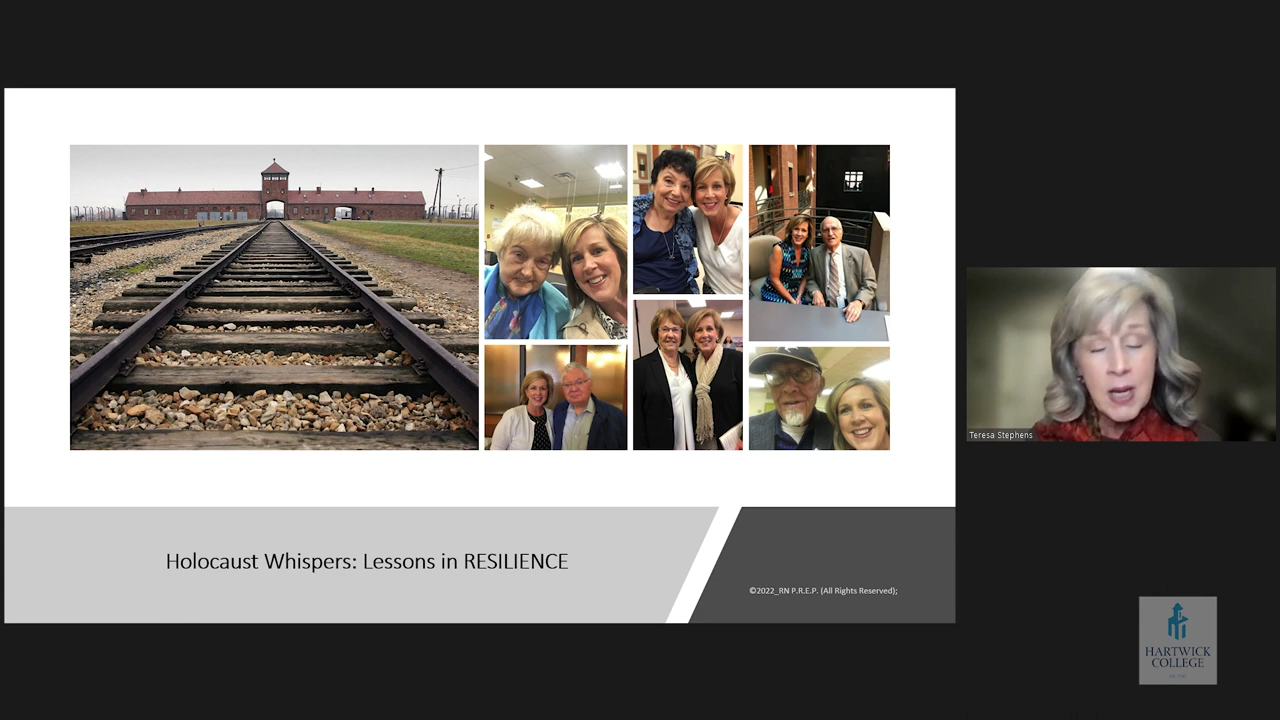 Holocaust Whispers: Lessons in RESILIENCE
©2022_RN P.R.E.P. (All Rights Reserved);
Teresa Stephens
HARTWICK
COLLEGE